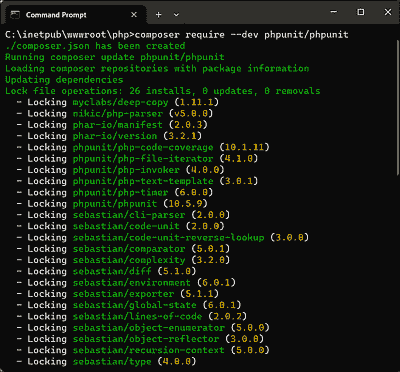 Command Prompt
C:\inetpub\wwwroot\php>composer require --dev phpunit/phpunit
./composer.json has been created
Running composer update phpunit/phpunit
Loading composer repositories with package information
Updating dependencies
Lock file operations: 26 installs, 0 updates, 0 removals
- Locking myclabs/deep-copy (1.11.1)
- Locking nikic/php-parser (v5.0.0)
- Locking phar-io/manifest (2.0.3)
- Locking phar-io/version (3.2.1)
- Locking phpunit/php-code-coverage (10.1.11)
- Locking phpunit/php-file-iterator (4.1.0)
- Locking phpunit/php-invoker (4.0.0)
- Locking phpunit/php-text-template (3.0.1)
- Locking phpunit/php-timer (6.0.0)
- Locking phpunit/phpunit (10.5.9)
- Locking sebastian/cli-parser (2.0.0)
- Locking sebastian/code-unit (2.0.0)
- Locking sebastian/code-unit-reverse-lookup (3.0.0)
- Locking sebastian/comparator (5.0.1)
- Locking sebastian/complexity (3.2.0)
- Locking sebastian/diff (5.1.0)
- Locking sebastian/environment (6.0.1)
- Locking sebastian/exporter (5.1.1)
- Locking sebastian/global-state (6.0.1)
- Locking sebastian/lines-of-code (2.0.2)
- Locking sebastian/object-enumerator (5.0.0)
- Locking sebastian/object-reflector (3.0.0)
- Locking sebastian/recursion-context (5.0.0)
- Locking sebastian/type (4.0.0)